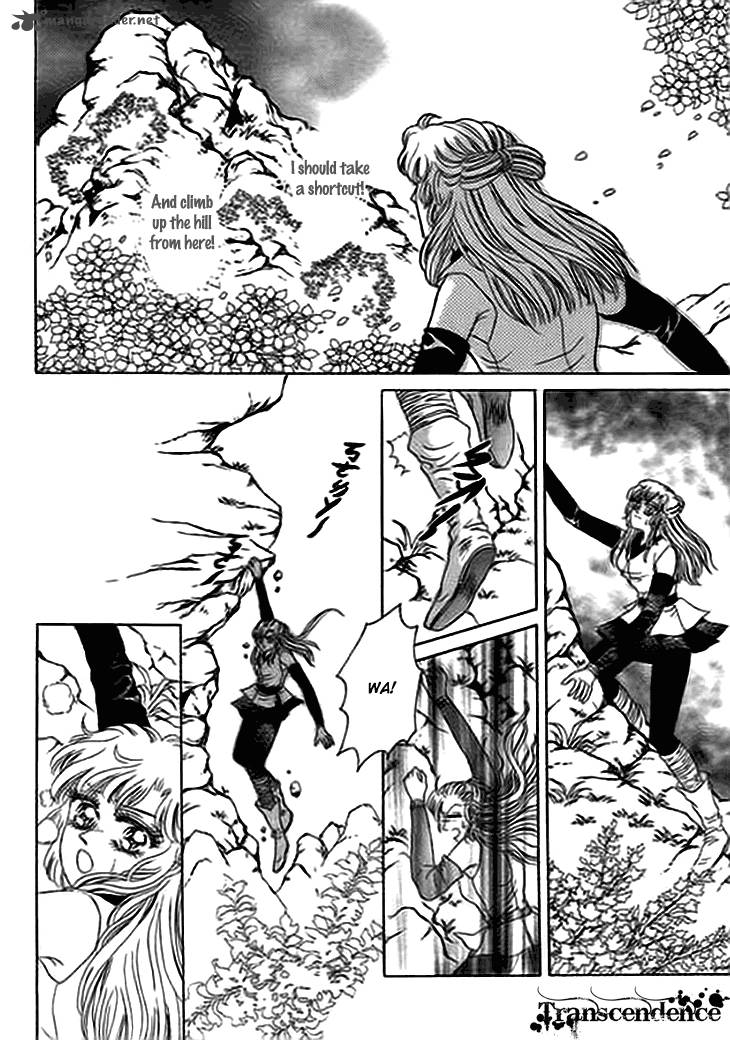 I should take
a shortcut!
And climb
up the hill
from here!
WA!
Transcendence